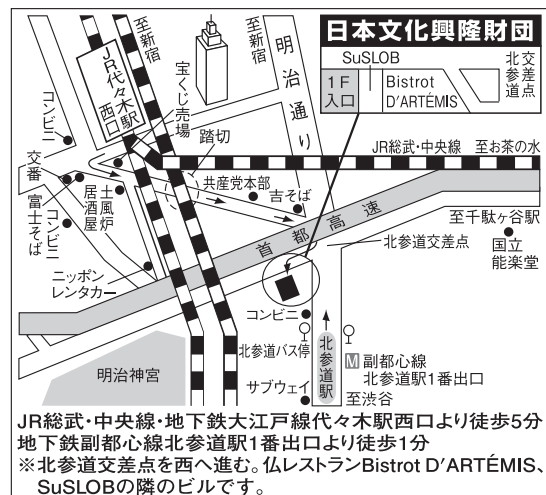 日本文化興隆財団
SuSLOB
1F
入口
Bistrot
D'ARTÉMIS
北参道
交差点
至新宿
至新宿
明治通り
JR代々木駅
西口
宝くじ売場
踏切
コンビニ
交番
富士そば
コンビニ
居酒屋
土風炉
ニッポン
レンタカー
共産党本部
吉そば
JR総武・中央線 至お茶の水
首都高速
至千駄ヶ谷駅
国立
能楽堂
北参道交差点
コンビニ
北参道バス停
サブウェイ
北参道駅
M 副都心線
北参道駅1番出口
至渋谷
明治神宮
JR総武・中央線・地下鉄大江戸線代々木駅西口より徒歩5分
地下鉄副都心線北参道駅1番出口より徒歩1分
※北参道交差点を西へ進む。仏レストランBistrot D'ARTÉMIS、
SuSLOBの隣のビルです。